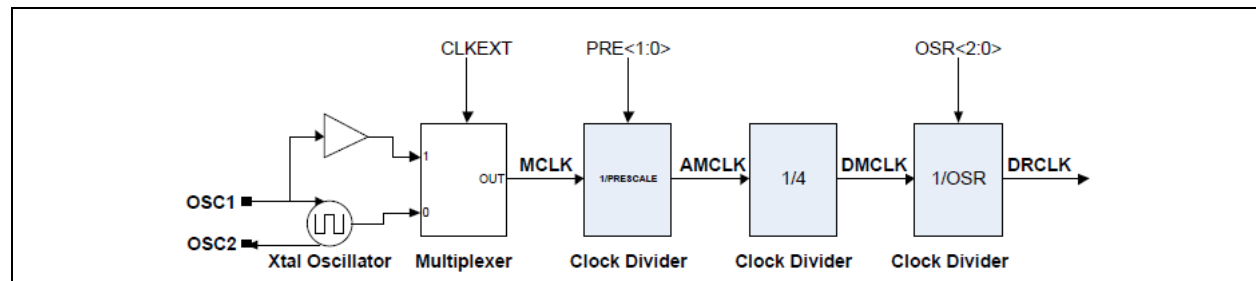 CLKEXT PRE<1:0> OSR<2:0>
1
OUT
MCLK
1/PRESCALE
AMCLK
1/4
DMCLK
1/OSR
DRCLK
OSC1
0
OSC2
Xtal Oscillator Multiplexer Clock Divider Clock Divider Clock Divider